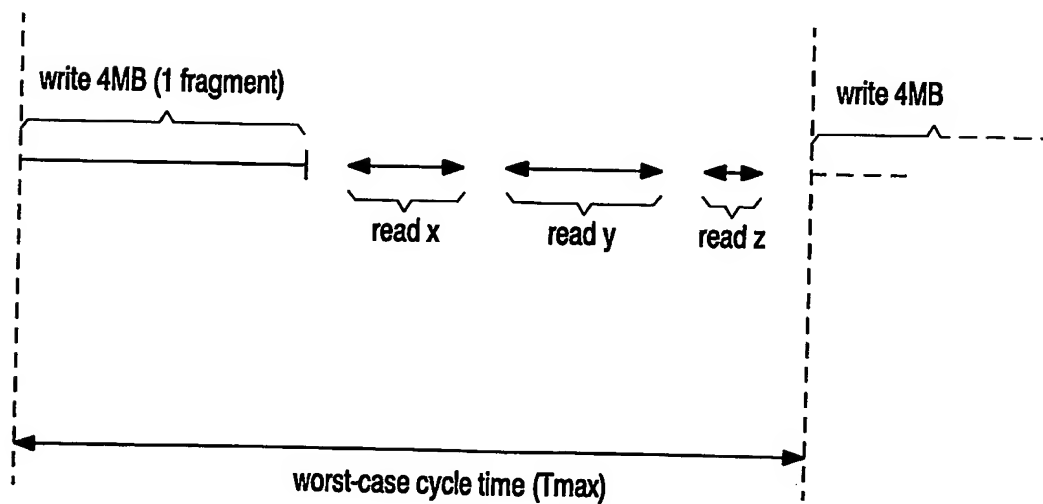 write 4MB (1 fragment)
write 4MB
read x
read y
read z
worst-case cycle time (Tmax)